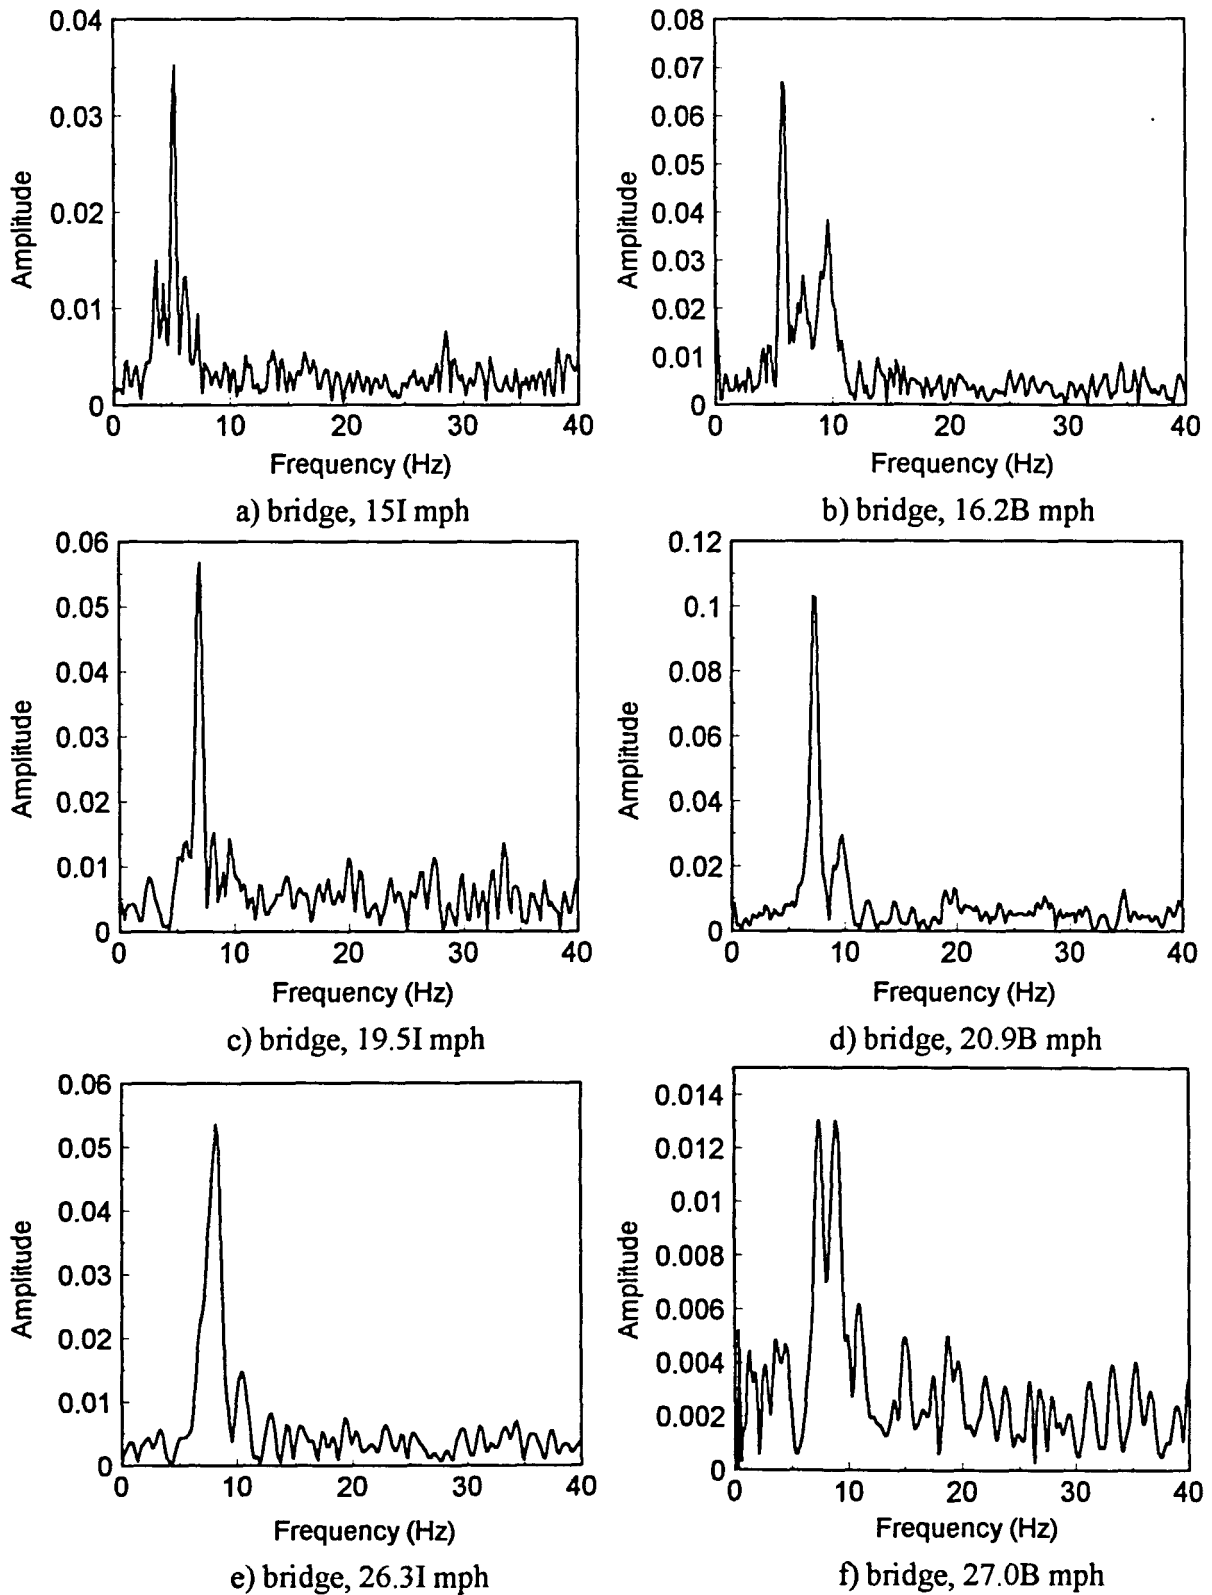 0.04
0.03
0.02
0.01
0
Amplitude
0 10 20 30 40
Frequency (Hz)
a) bridge, 15I mph
0.08
0.07
0.06
0.05
0.04
0.03
0.02
0.01
0
Amplitude
0 10 20 30 40
Frequency (Hz)
b) bridge, 16.2B mph
0.06
0.05
0.04
0.03
0.02
0.01
0
Amplitude
0 10 20 30 40
Frequency (Hz)
c) bridge, 19.5I mph
0.12
0.1
0.08
0.06
0.04
0.02
0
Amplitude
0 10 20 30 40
Frequency (Hz)
d) bridge, 20.9B mph
0.06
0.05
0.04
0.03
0.02
0.01
0
Amplitude
0 10 20 30 40
Frequency (Hz)
e) bridge, 26.3I mph
0.014
0.012
0.01
0.008
0.006
0.004
0.002
0
Amplitude
0 10 20 30 40
Frequency (Hz)
f) bridge, 27.0B mph